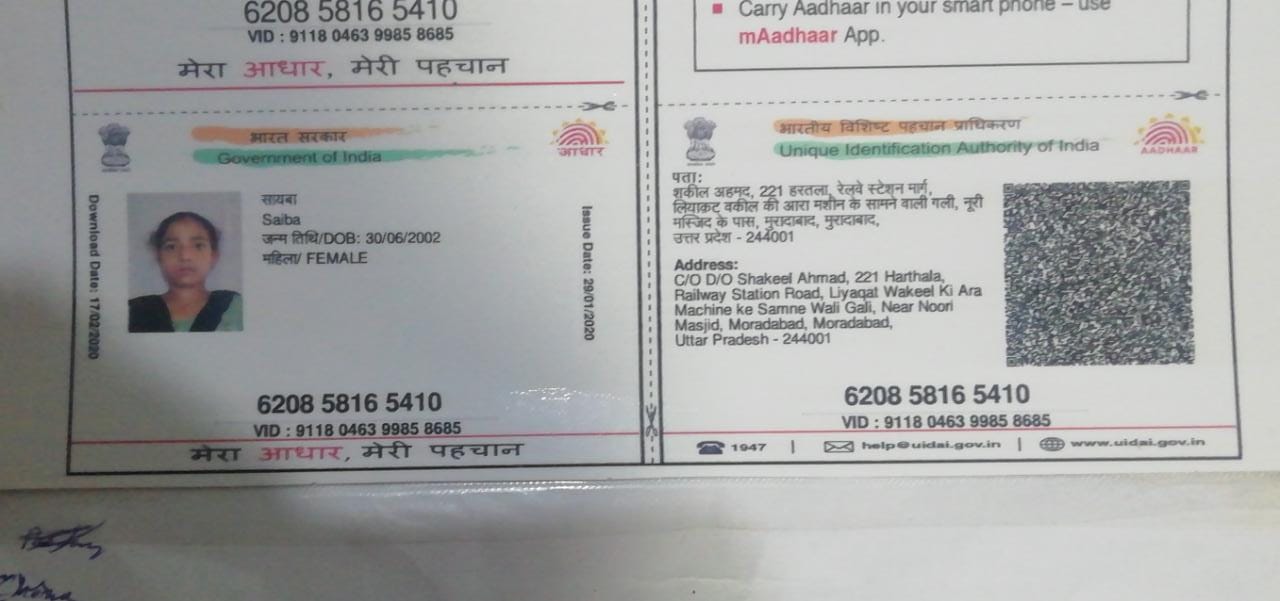 6208 5816 5410
VID : 9118 0463 9985 8685
मेरा आधार, मेरी पहचान
Carry Aadhaar in your smart phone – use
mAadhaar App.
भारत सरकार
Government of India
आधार
Download Date: 17/02/2020
सायबा
Saiba
जन्म तिथि/DOB: 30/06/2002
महिला/ FEMALE
Issue Date: 29/01/2020
6208 5816 5410
VID : 9118 0463 9985 8685
मेरा आधार, मेरी पहचान
भारतीय विशिष्ट पहचान प्राधिकरण
Unique Identification Authority of India
AADHAAR
पता:
शकील अहमद, 221 हरतला, रेलवे स्टेशन मार्ग,
लियाक़ट वकील की आरा मशीन के सामने वाली गली, नूरी
मस्जिद के पास, मुरादाबाद, मुरादाबाद,
उत्तर प्रदेश - 244001
Address:
C/O D/O Shakeel Ahmad, 221 Harthala,
Railway Station Road, Liyaqat Wakeel Ki Ara
Machine ke Samne Wali Gali, Near Noori
Masjid, Moradabad, Moradabad,
Uttar Pradesh - 244001
6208 5816 5410
VID : 9118 0463 9985 8685
1947 | help@uidai.gov.in | www.uidai.gov.in